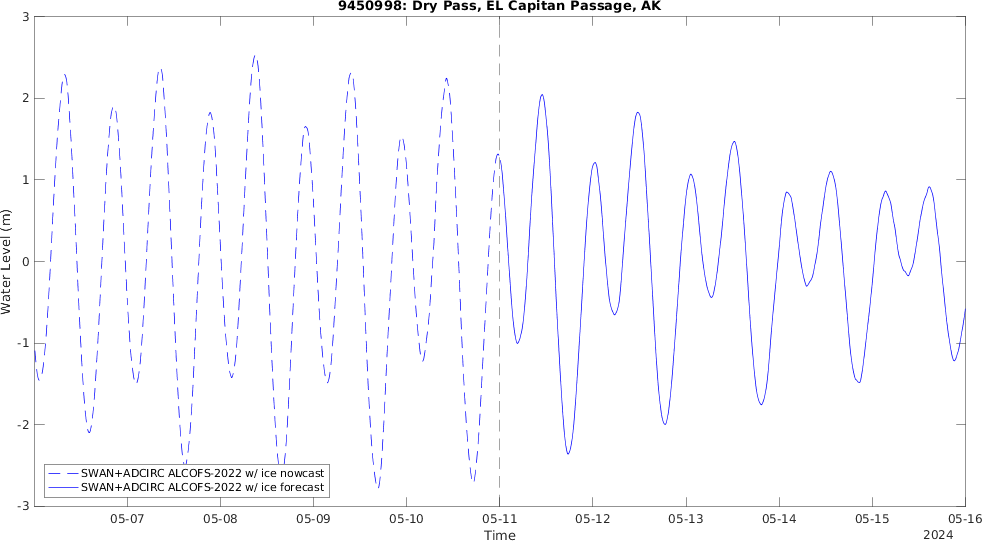 9450998: Dry Pass, EL Capitan Passage, AK
3
2
1
0
-1
-2
-3
Water Level (m)
SWAN+ADCIRC ALCOFS-2022 w/ ice nowcast
SWAN+ADCIRC ALCOFS-2022 w/ ice forecast
05-07 05-08 05-09 05-10 05-11 05-12 05-13 05-14 05-15 05-16
Time
2024